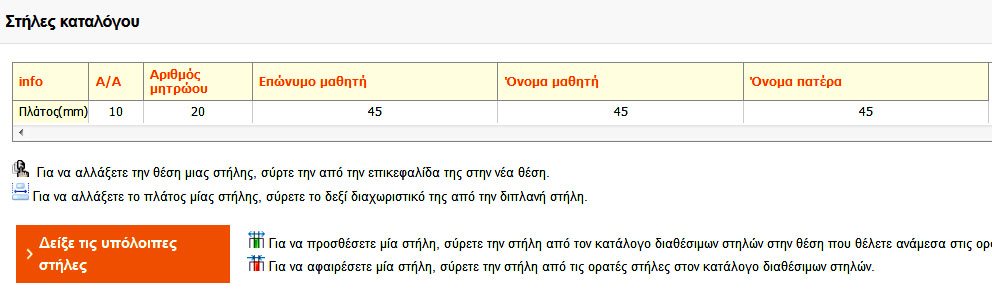 Στήλες καταλόγου
info Α/Α Αριθμός μητρώου Επώνυμο μαθητή Όνομα μαθητή Όνομα πατέρα
Πλάτος(mm) 10 20 45 45 45
Για να αλλάξετε την θέση μιας στήλης, σύρτε την από την επικεφαλίδα της στην νέα θέση.
Για να αλλάξετε το πλάτος μίας στήλης, σύρετε το δεξί διαχωριστικό της από την διπλανή στήλη.
Δείξε τις υπόλοιπες
στήλες
Για να προσθέσετε μία στήλη, σύρετε την στήλη από τον κατάλογο διαθέσιμων στηλών στην θέση που θέλετε ανάμεσα στις
Για να αφαιρέσετε μία στήλη, σύρετε την στήλη από τις ορατές στήλες στον κατάλογο διαθέσιμων στηλών.